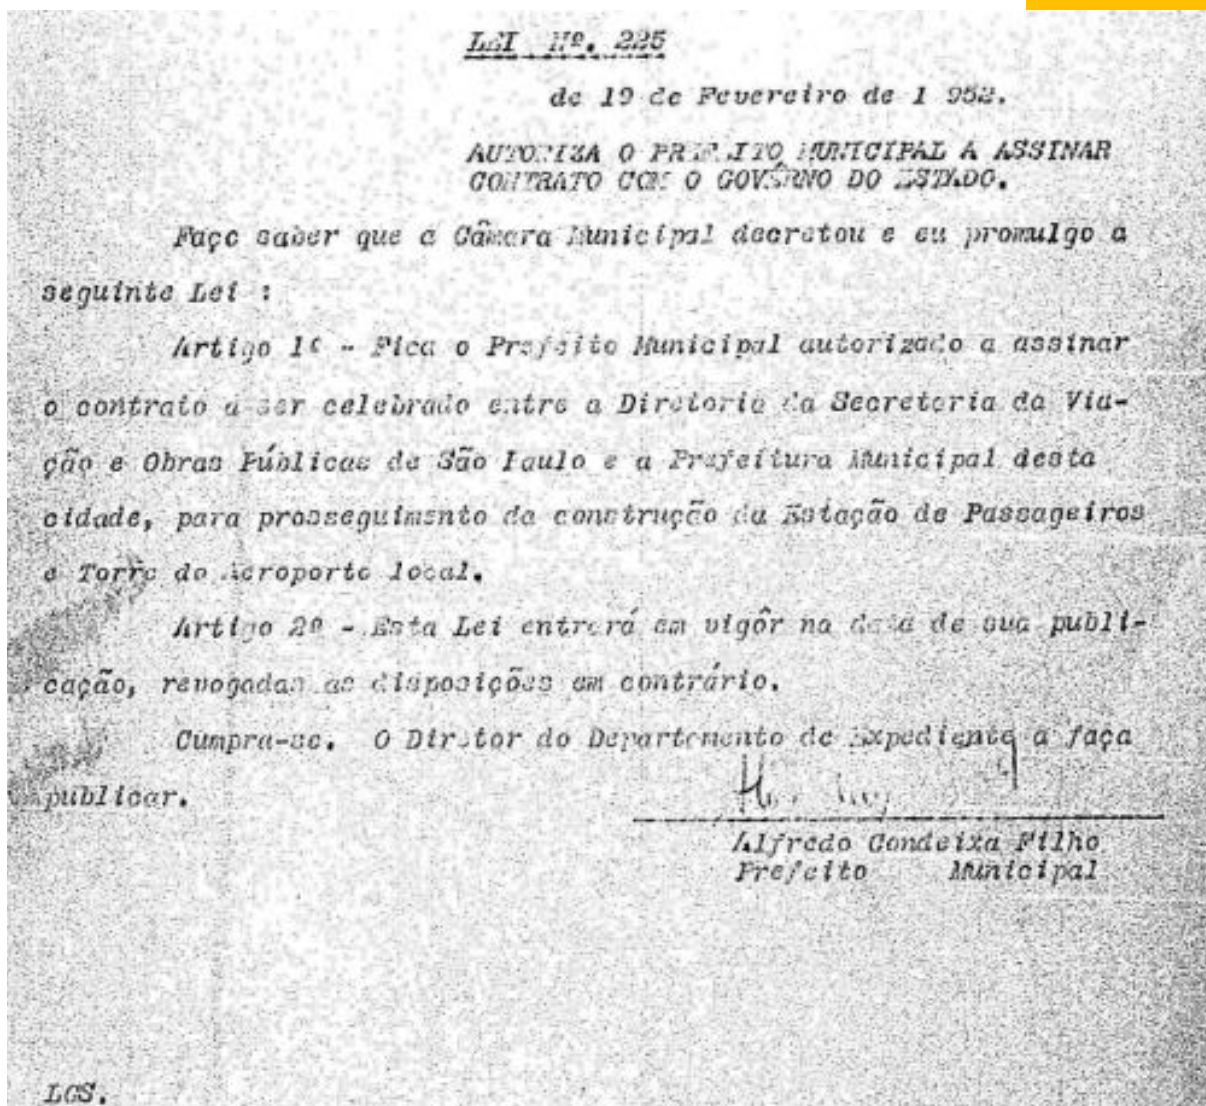 LEI Nº. 225
de 19 de Fevereiro de 1 952.
AUTORIZA O PREFEITO MUNICIPAL A ASSINAR
CONTRATO COM O GOVÊRNO DO ESTADO.
Faço saber que a Câmara Municipal decretou e eu promulgo a
seguinte Lei :
Artigo 1º - Fica o Prefeito Municipal autorizado a assinar
o contrato a ser celebrado entre a Diretoria da Secretaria da Via-
ção e Obras Públicas de São Paulo e a Prefeitura Municipal desta
cidade, para prosseguimento da construção da Estação de Passageiros
e Torre do Aeroporto local.
Artigo 2º - Esta Lei entrará em vigôr na data de sua publi-
cação, revogadas as disposições em contrário.
Cumpra-se. O Diretor do Departamento de Expediente a faça
publicar.
Alfredo Condeixa Filho
Prefeito Municipal
LGS.